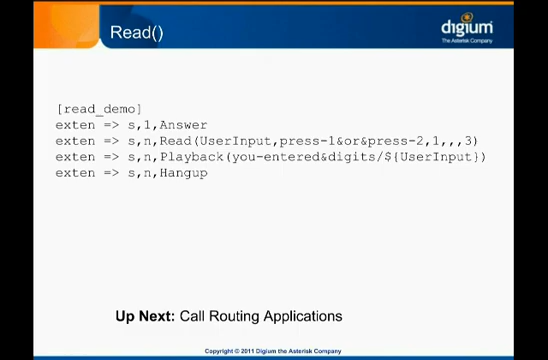 Read()
digium
The Asterisk Company
[read_demo]
exten => s,1,Answer
exten => s,n,Read(UserInput,press-1&or&press-2,1,,,3)
exten => s,n,Playback(you-entered&digits/${UserInput})
exten => s,n,Hangup
Up Next: Call Routing Applications
Copyright © 2011 Digium the Asterisk Company